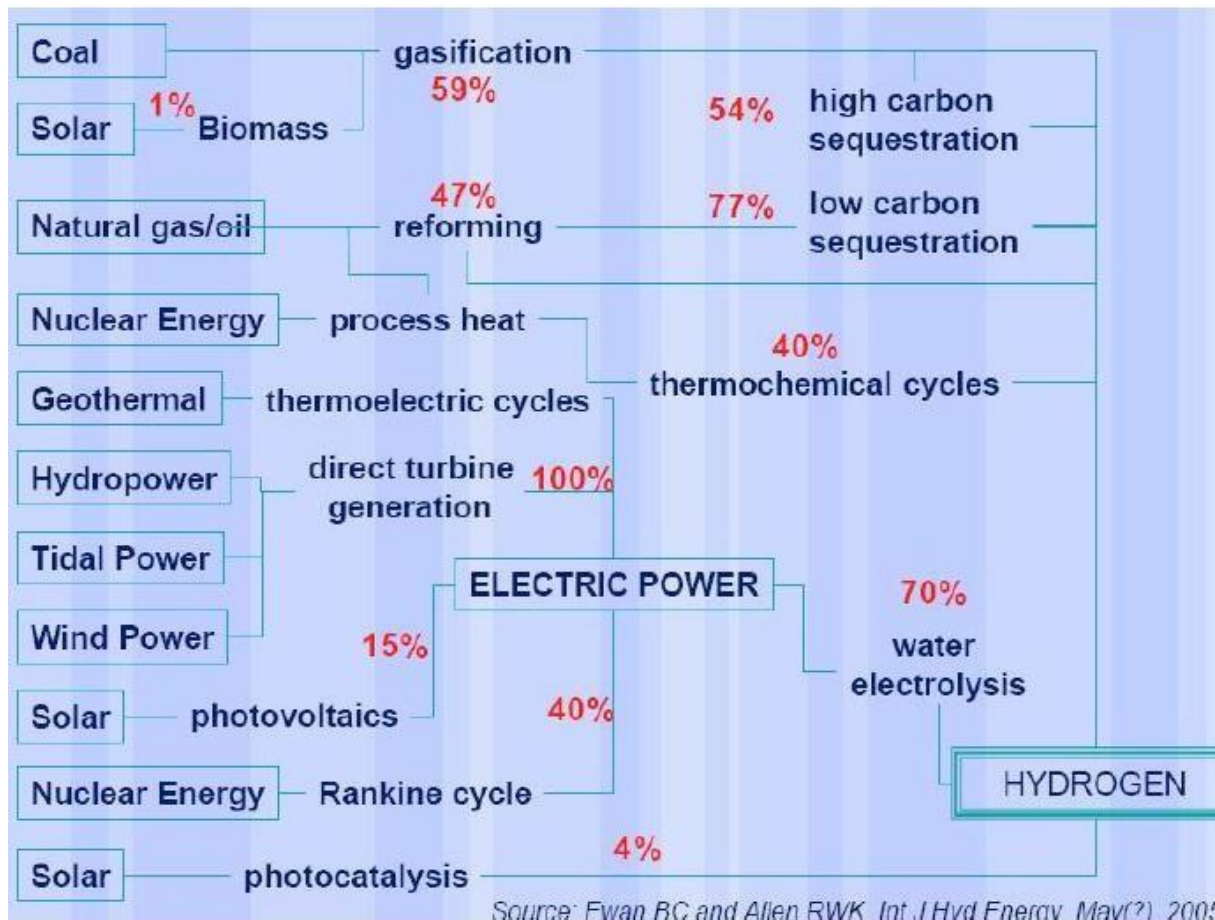 Coal
gasification
59%
Solar
1%
Biomass
54%
high carbon
sequestration
Natural gas/oil
47%
reforming
77%
low carbon
sequestration
Nuclear Energy
process heat
40%
thermochemical cycles
Geothermal
thermoelectric cycles
Hydropower
direct turbine
generation
100%
Tidal Power
ELECTRIC POWER
70%
water
electrolysis
Wind Power
15%
Solar
photovoltaics
40%
Nuclear Energy
Rankine cycle
HYDROGEN
4%
Solar
photocatalysis
Source: Ewan BC and Allen RWK, Int J Hyd Energy, May(?), 2005